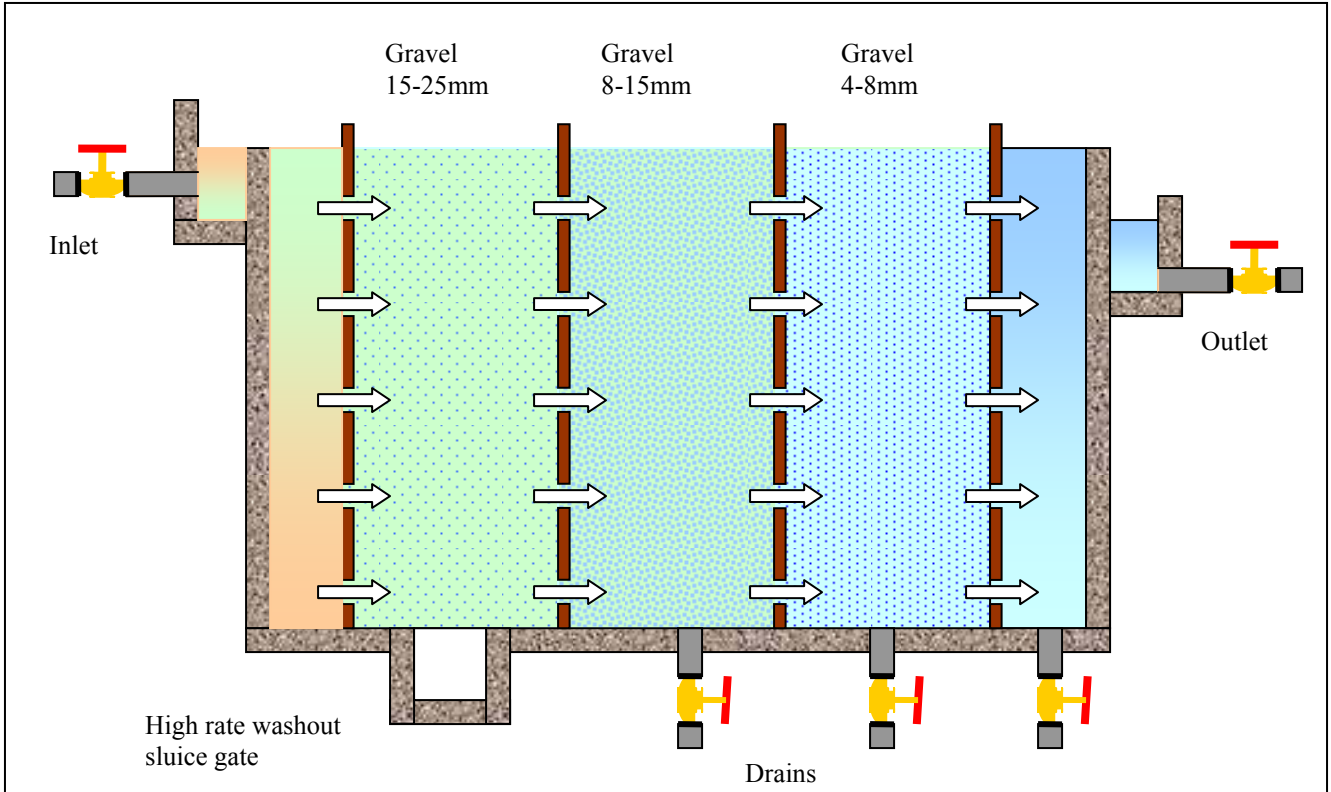 Gravel
15-25mm
Gravel
8-15mm
Gravel
4-8mm
Inlet
Outlet
High rate washout
sluice gate
Drains